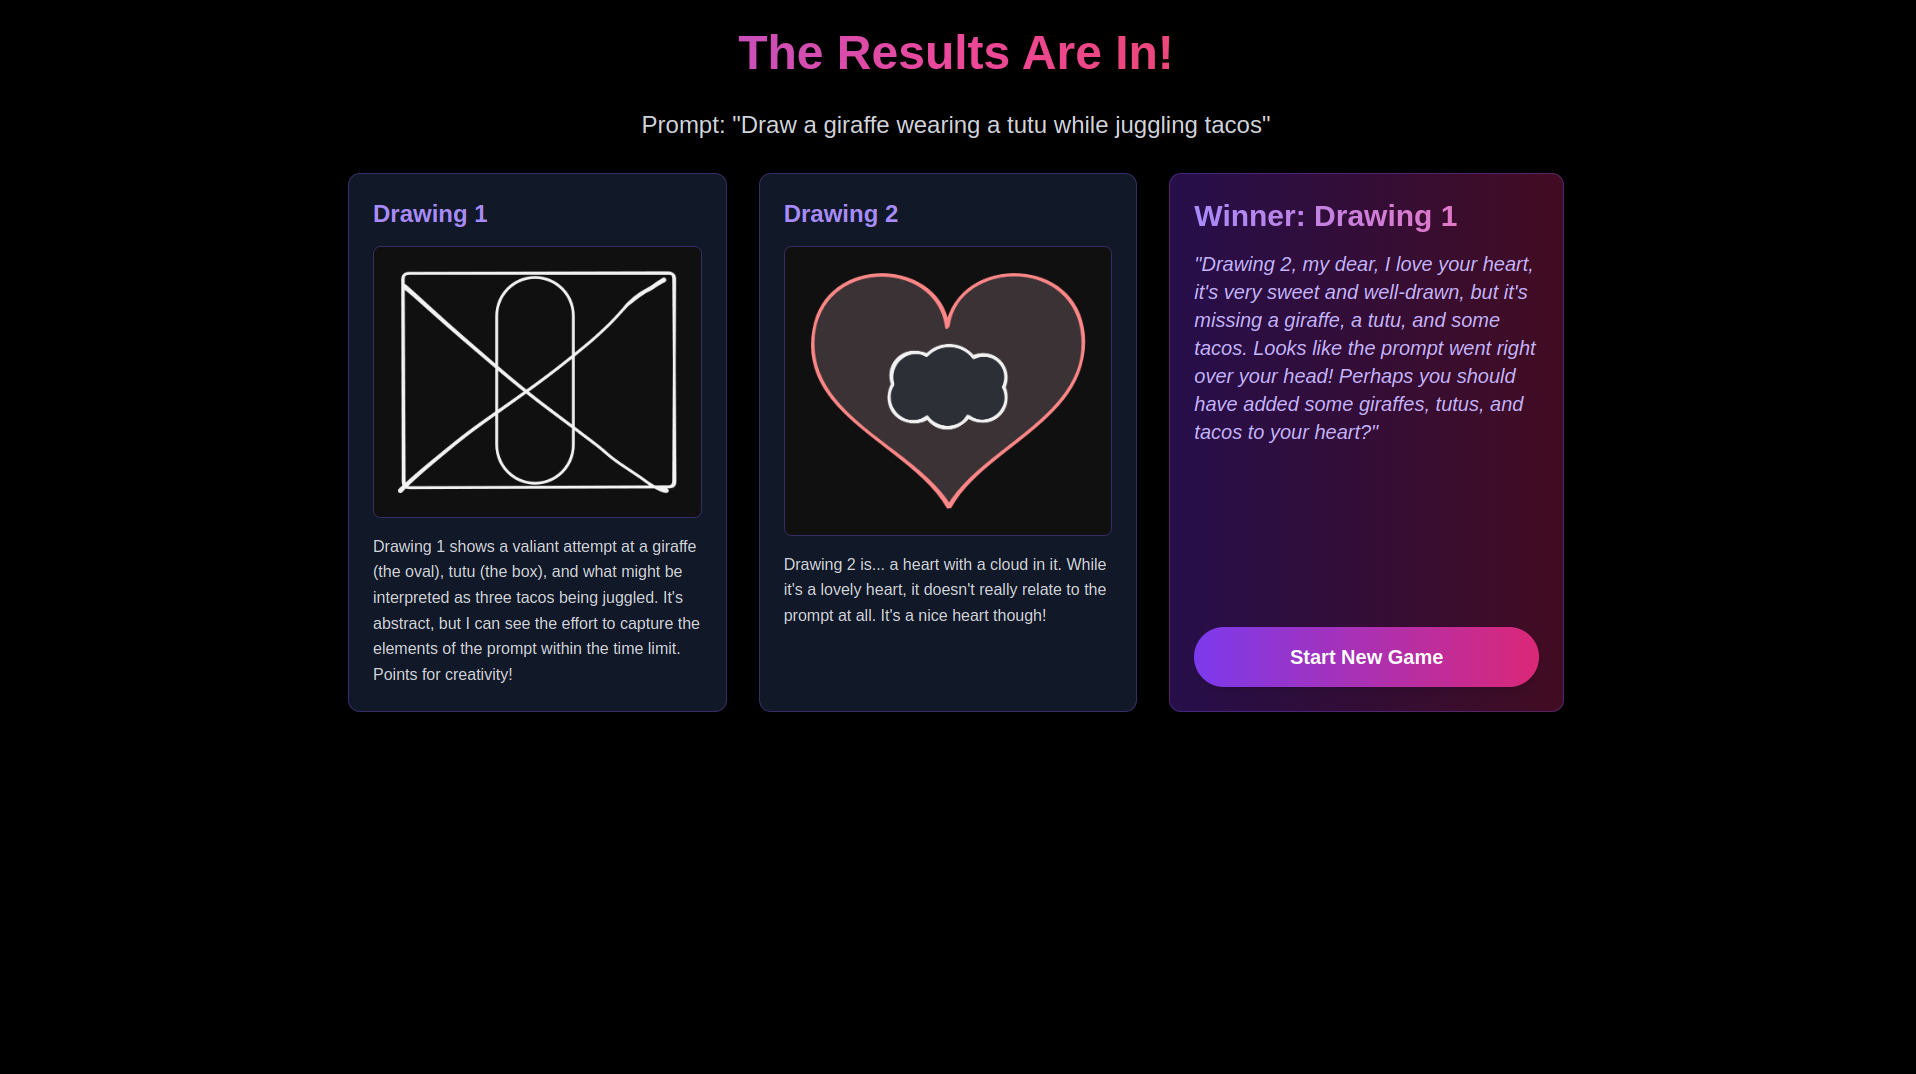 The Results Are In!
Prompt: "Draw a giraffe wearing a tutu while juggling tacos"
Drawing 1
Drawing 1 shows a valiant attempt at a giraffe
(the oval), tutu (the box), and what might be
interpreted as three tacos being juggled. It's
abstract, but I can see the effort to capture the
elements of the prompt within the time limit.
Points for creativity!
Drawing 2
Drawing 2 is... a heart with a cloud in it. While
it's a lovely heart, it doesn't really relate to the
prompt at all. It's a nice heart though!
Winner: Drawing 1
"Drawing 2, my dear, I love your heart,
it's very sweet and well-drawn, but it's
missing a giraffe, a tutu, and some
tacos. Looks like the prompt went right
over your head! Perhaps you should
have added some giraffes, tutus, and
tacos to your heart?"
Start New Game